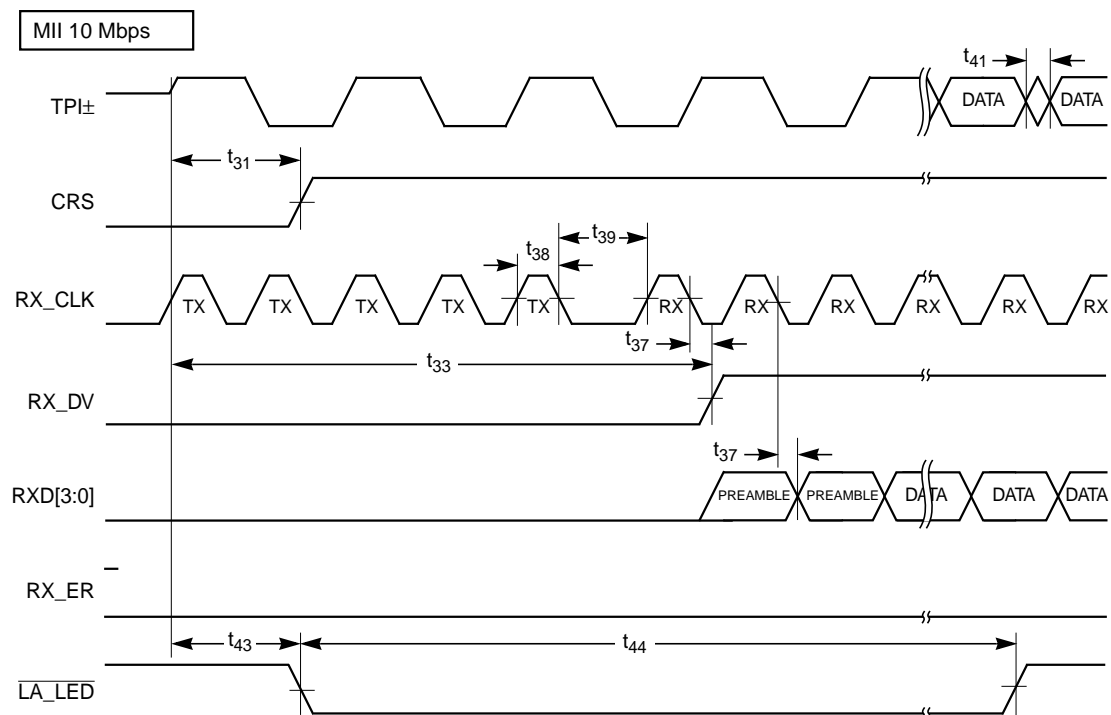 MII 10 Mbps
t41
TPI±
DATA
DATA
t31
CRS
t38
t39
RX_CLK
TX
TX
TX
TX
TX
RX
RX
RX
RX
RX
RX
t37
t33
RX_DV
t37
RXD[3:0]
PREAMBLE
PREAMBLE
DATA
DATA
DATA
RX_ER
t43
t44
LA_LED